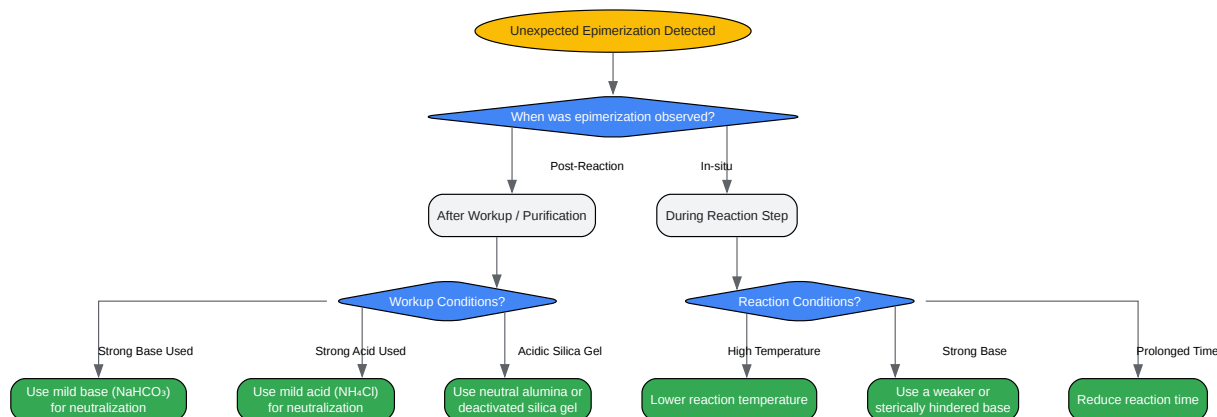 Unexpected Epimerization Detected
When was epimerization observed?
Post-Reaction
In-situ
After Workup / Purification
During Reaction Step
Workup Conditions?
Reaction Conditions?
Strong Base Used
Strong Acid Used
Acidic Silica Gel
High Temperature
Strong Base
Prolonged Time
Use mild base (NaHCO₃)
for neutralization
Use mild acid (NH₄Cl)
for neutralization
Use neutral alumina or
deactivated silica gel
Lower reaction temperature
Use a weaker or
sterically hindered base
Reduce reaction time